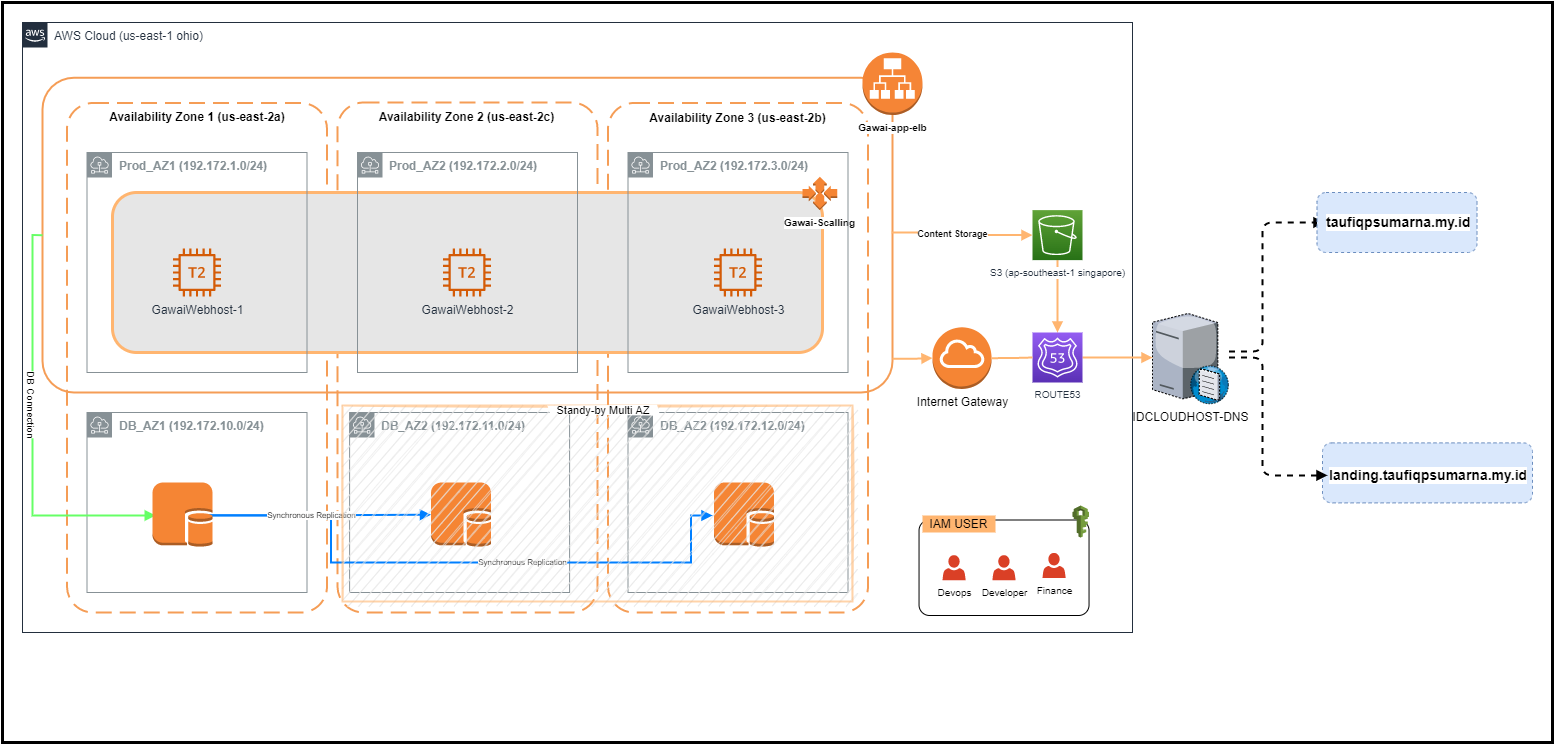 aws
AWS Cloud (us-east-1 ohio)
Gawai-app-elb
Availability Zone 1 (us-east-2a)
Availability Zone 2 (us-east-2c)
Availability Zone 3 (us-east-2b)
Prod_AZ1 (192.172.1.0/24)
Prod_AZ2 (192.172.2.0/24)
Prod_AZ2 (192.172.3.0/24)
Gawai-Scalling
T2
GawaiWebhost-1
T2
GawaiWebhost-2
T2
GawaiWebhost-3
Content Storage
S3 (ap-southeast-1 singapore)
Internet Gateway
53
ROUTE53
IDCLOUDHOST-DNS
taufiqpsumarna.my.id
landing.taufiqpsumarna.my.id
DB Connection
Standy-by Multi AZ
DB_AZ1 (192.172.10.0/24)
DB_AZ2 (192.172.11.0/24)
DB_AZ2 (192.172.12.0/24)
Synchronous Replication
Synchronous Replication
IAM USER
Devops
Developer
Finance